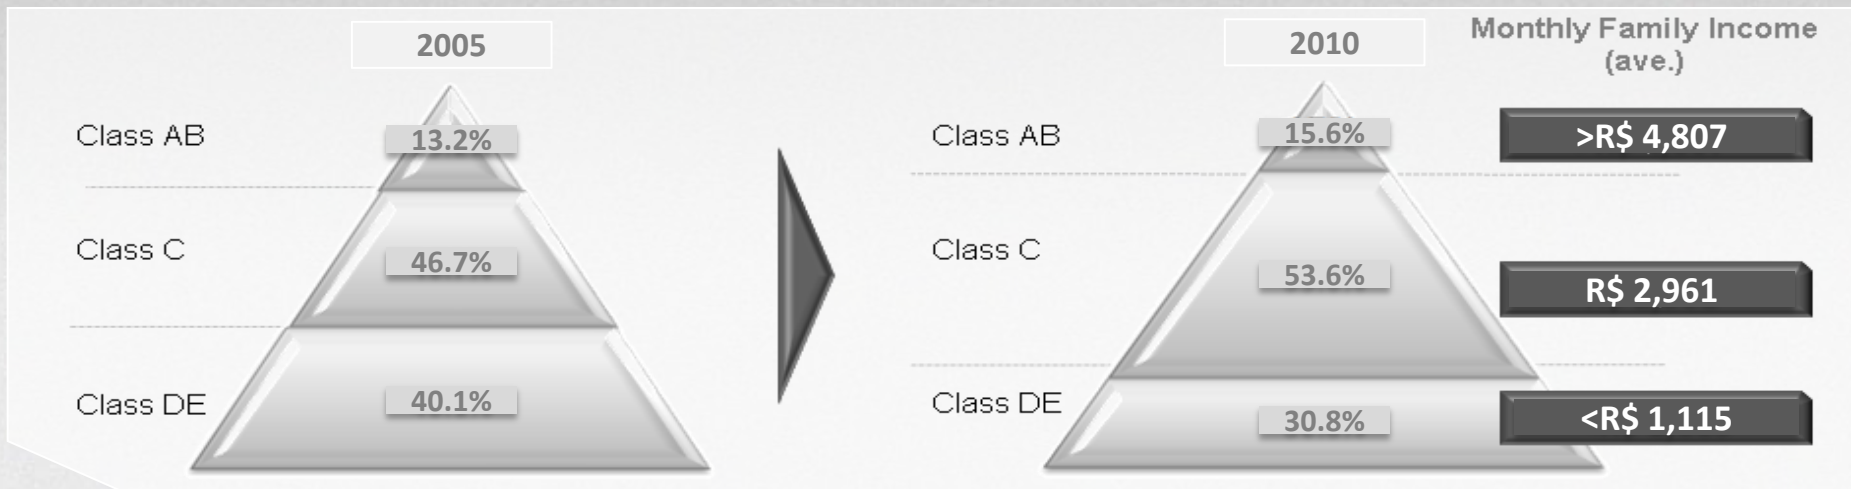 2005
Class AB
13.2%
Class C
46.7%
Class DE
40.1%
2010
Monthly Family Income
(ave.)
Class AB
15.6%
>R$ 4,807
Class C
53.6%
R$ 2,961
Class DE
30.8%
<R$ 1,115